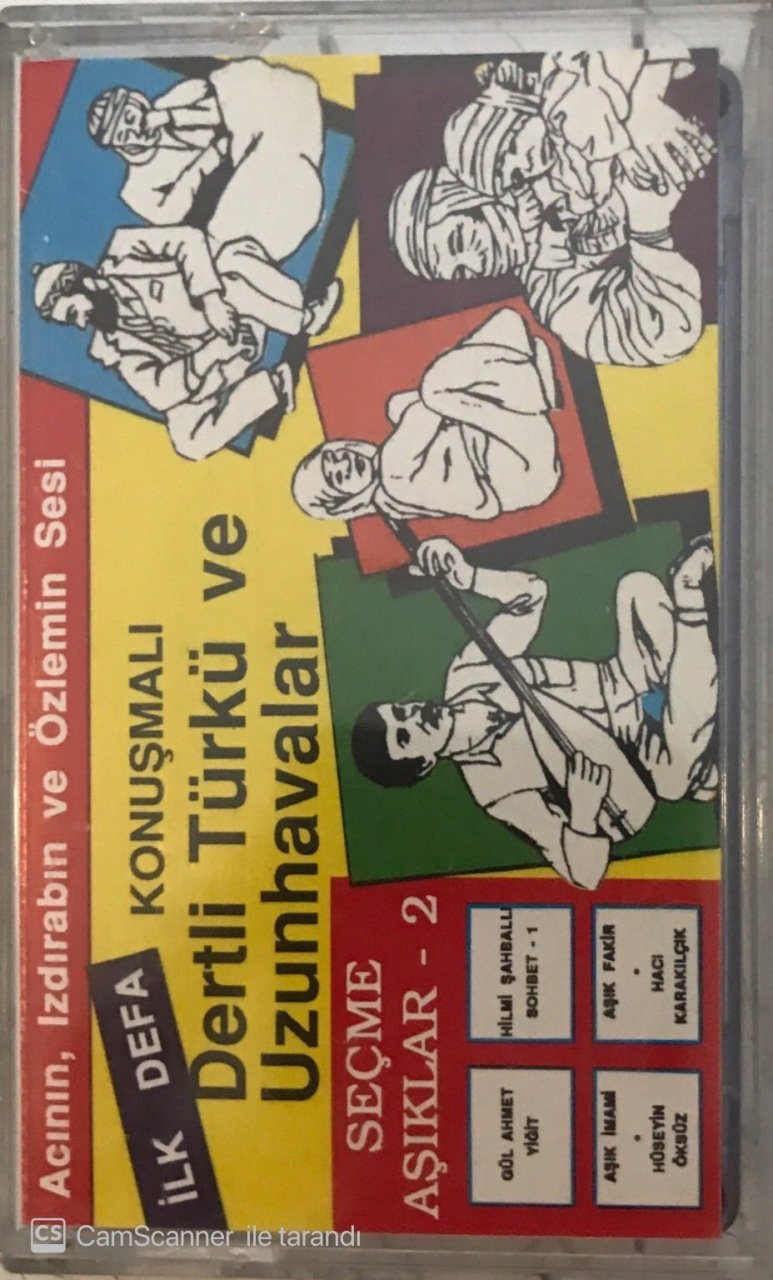 Acının, Izdırabın ve Özlemin Sesi
İLK DEFA
KONUŞMALI
Dertli Türkü ve
Uzunhavalar
SEÇME
AŞIKLAR - 2
GÜL AHMET
YİĞİT
HİLMİ ŞAHBALLI
SOHBET - 1
AŞIK İMAMİ
•
HÜSEYİN
ÖKSÜZ
AŞIK FAKİR
•
HACI
KARAKILÇIK
CS CamScanner ile tarandı